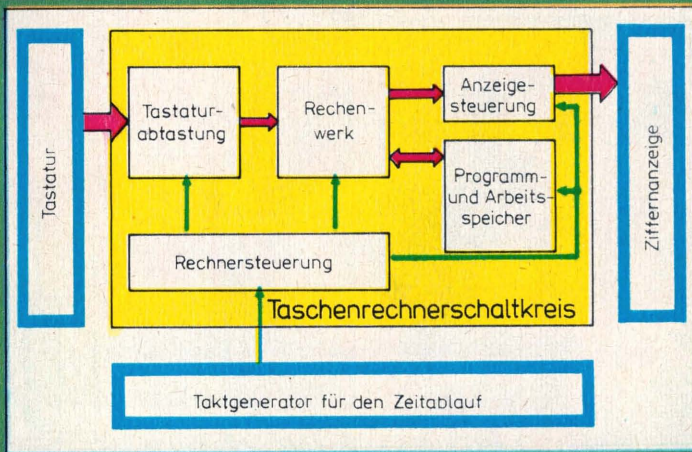 Tastatur
Tastatur-
abtastung
Rechen-
werk
Anzeige-
steuerung
Programm-
und Arbeits-
speicher
Rechnersteuerung
Taschenrechnerschaltkreis
Ziffernanzeige
Taktgenerator für den Zeitablauf